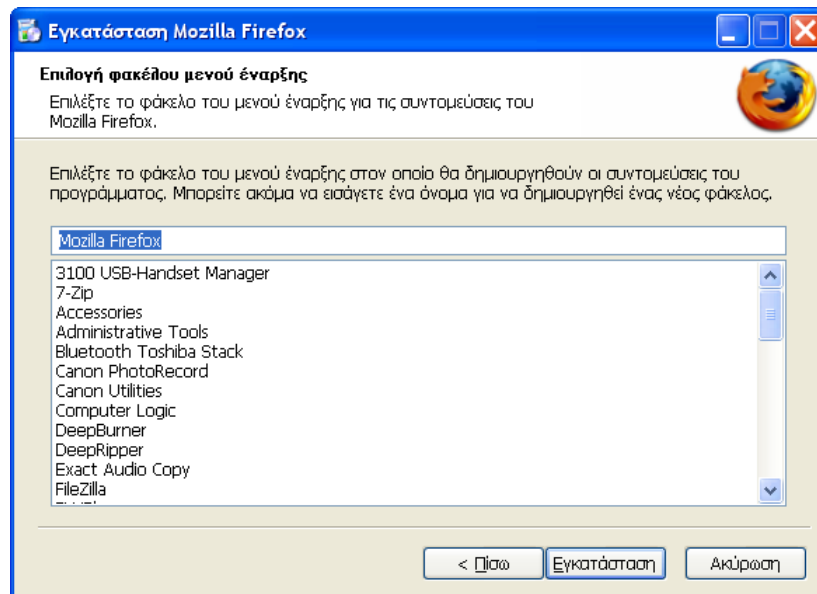 Εγκατάσταση Mozilla Firefox
Επιλογή φακέλου μενού έναρξης
Επιλέξτε το φάκελο του μενού έναρξης για τις συντομεύσεις του
Mozilla Firefox.
Επιλέξτε το φάκελο του μενού έναρξης στον οποίο θα δημιουργηθούν οι συντομεύσεις του
προγράμματος. Μπορείτε ακόμα να εισάγετε ένα όνομα για να δημιουργηθεί ένας νέος φάκελος.
Mozilla Firefox
3100 USB-Handset Manager
7-Zip
Accessories
Administrative Tools
Bluetooth Toshiba Stack
Canon PhotoRecord
Canon Utilities
Computer Logic
DeepBurner
DeepRipper
Exact Audio Copy
FileZilla
< Πίσω Εγκατάσταση Ακύρωση